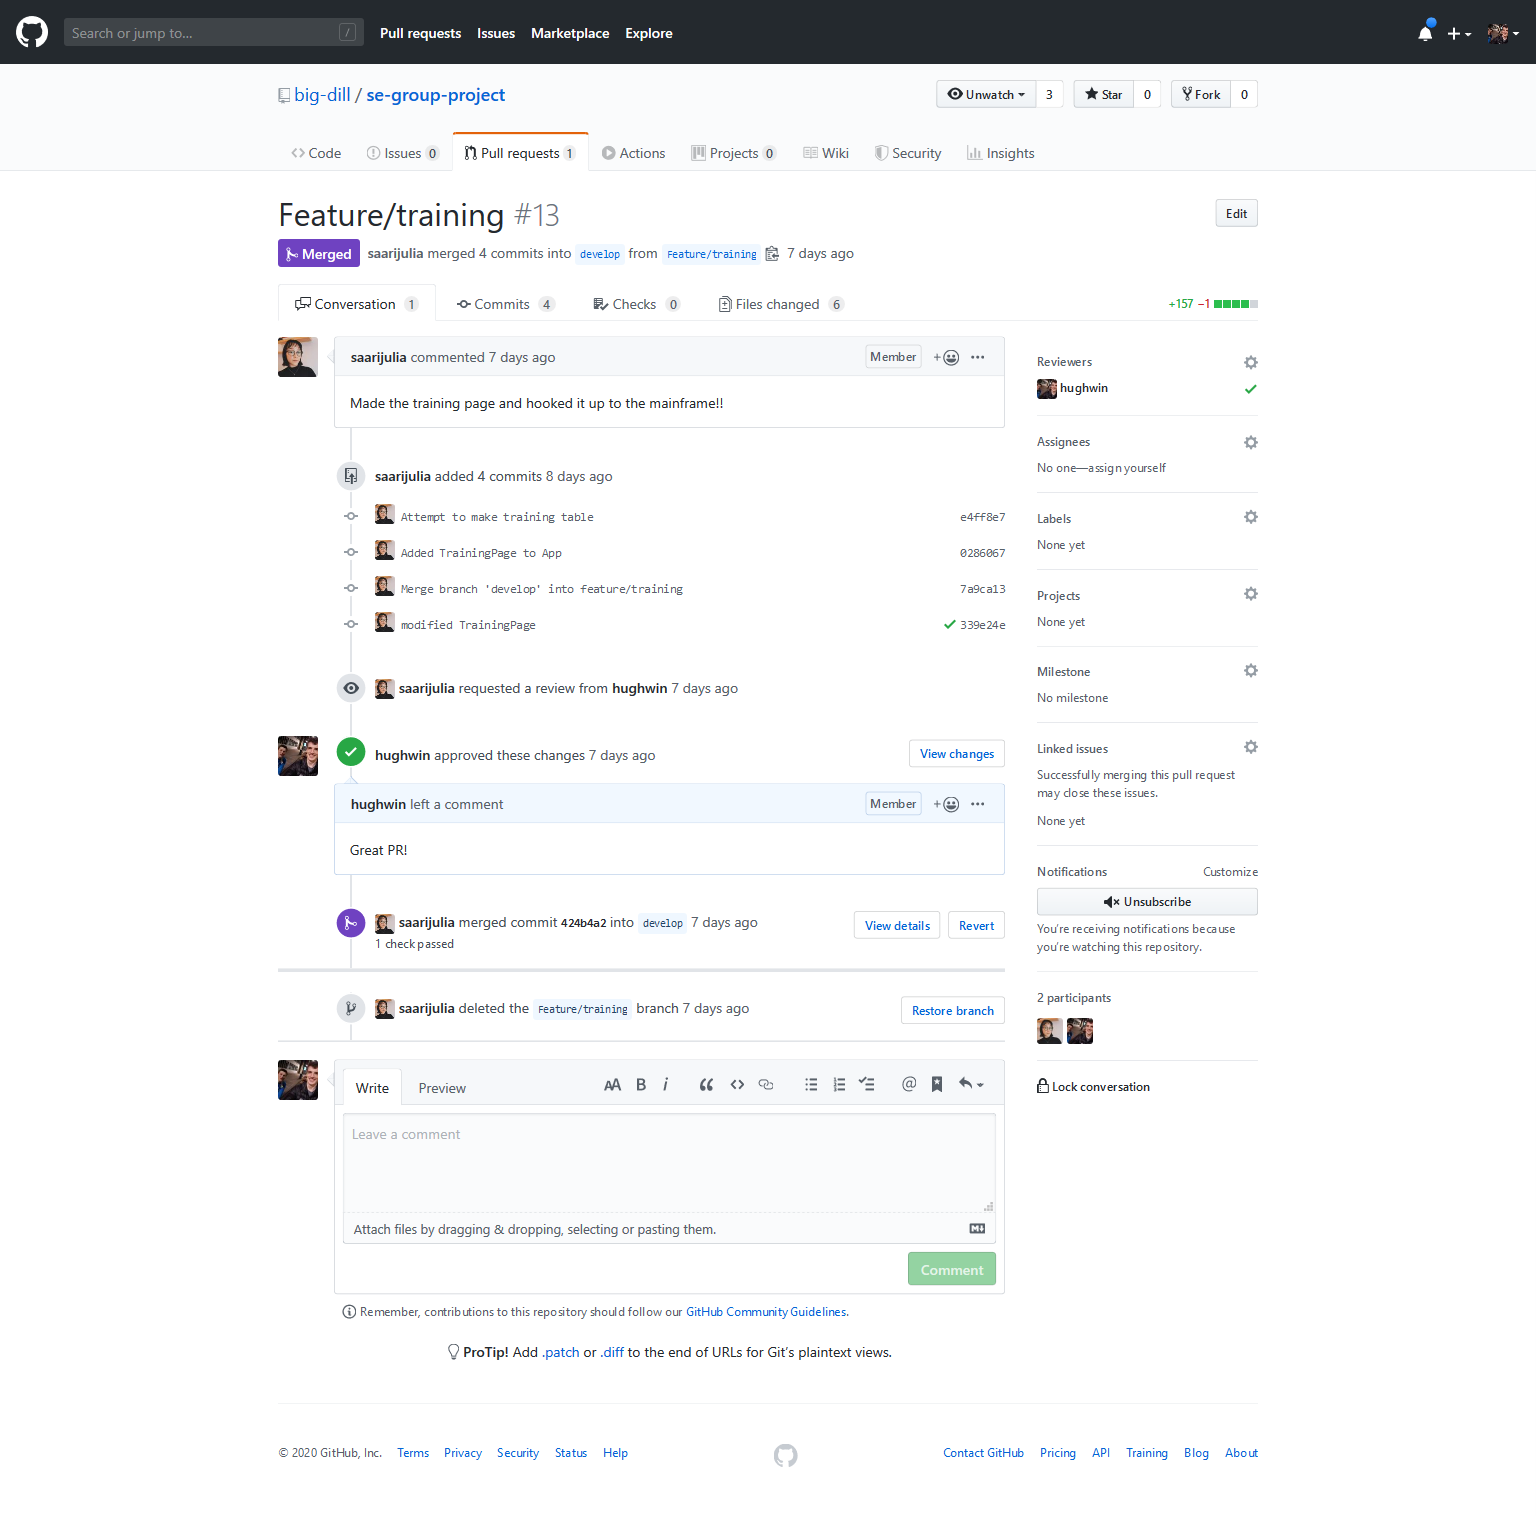 Search or jump to... /
Pull requests Issues Marketplace Explore
big-dill / se-group-project
Unwatch 3 Star 0 Fork 0
Code Issues 0 Pull requests 1 Actions Projects 0 Wiki Security Insights
Feature/training #13
Edit
Merged saarijulia merged 4 commits into develop from Feature/training 7 days ago
Conversation 1 Commits 4 Checks 0 Files changed 6 +157 −1
saarijulia commented 7 days ago Member
Made the training page and hooked it up to the mainframe!!
saarijulia added 4 commits 8 days ago
Attempt to make training table e4ff8e7
Added TrainingPage to App 0286067
Merge branch 'develop' into feature/training 7a9ca13
modified TrainingPage 339e24e
saarijulia requested a review from hughwin 7 days ago
hughwin approved these changes 7 days ago View changes
hughwin left a comment Member
Great PR!
saarijulia merged commit 424b4a2 into develop 7 days ago View details Revert
1 check passed
saarijulia deleted the Feature/training branch 7 days ago Restore branch
Write Preview AA B i
Leave a comment
Attach files by dragging & dropping, selecting or pasting them.
Comment
Remember, contributions to this repository should follow our GitHub Community Guidelines.
ProTip! Add .patch or .diff to the end of URLs for Git's plaintext views.
Reviewers
hughwin
Assignees
No one—assign yourself
Labels
None yet
Projects
None yet
Milestone
No milestone
Linked issues
Successfully merging this pull request
may close these issues.
None yet
Notifications Customize
Unsubscribe
You're receiving notifications because
you're watching this repository.
2 participants
Lock conversation
© 2020 GitHub, Inc. Terms Privacy Security Status Help
Contact GitHub Pricing API Training Blog About